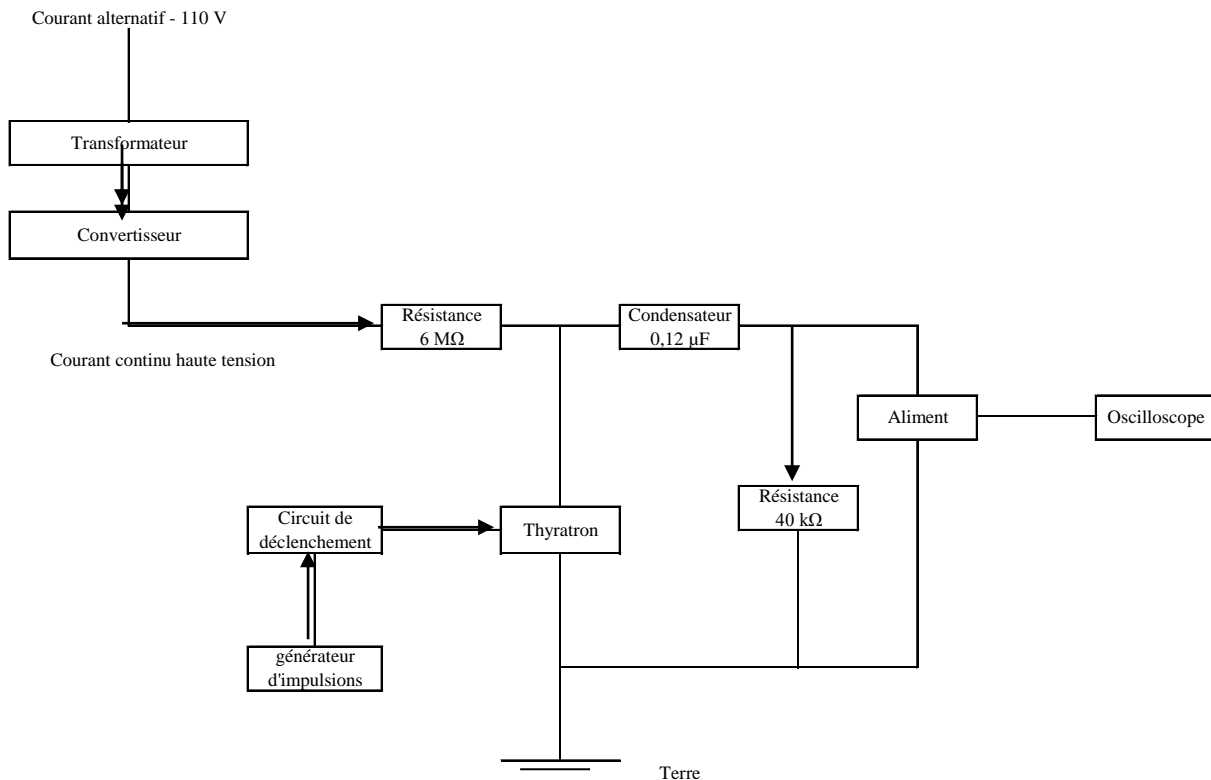 Courant alternatif - 110 V
Transformateur
Convertisseur
Résistance
6 MΩ
Condensateur
0,12 µF
Courant continu haute tension
Aliment
Oscilloscope
Résistance
40 kΩ
Circuit de
déclenchement
Thyratron
générateur
d'impulsions
Terre